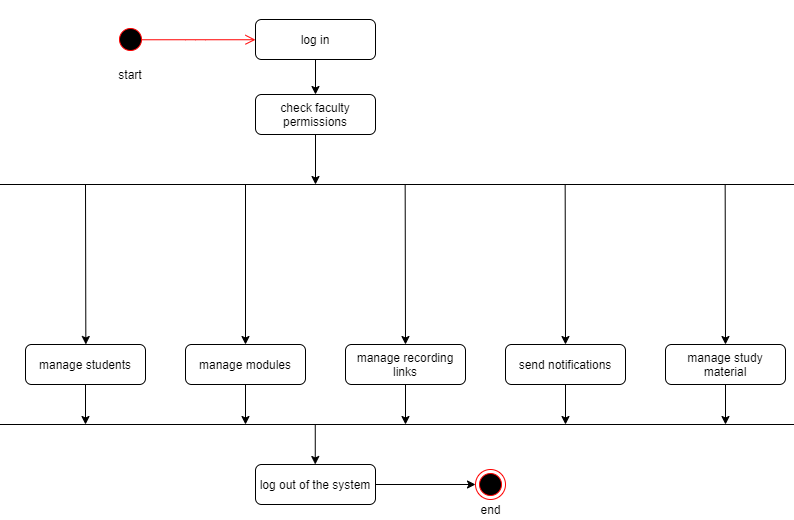 log in
start
check faculty
permissions
manage students
manage modules
manage recording
links
send notifications
manage study
material
log out of the system
end